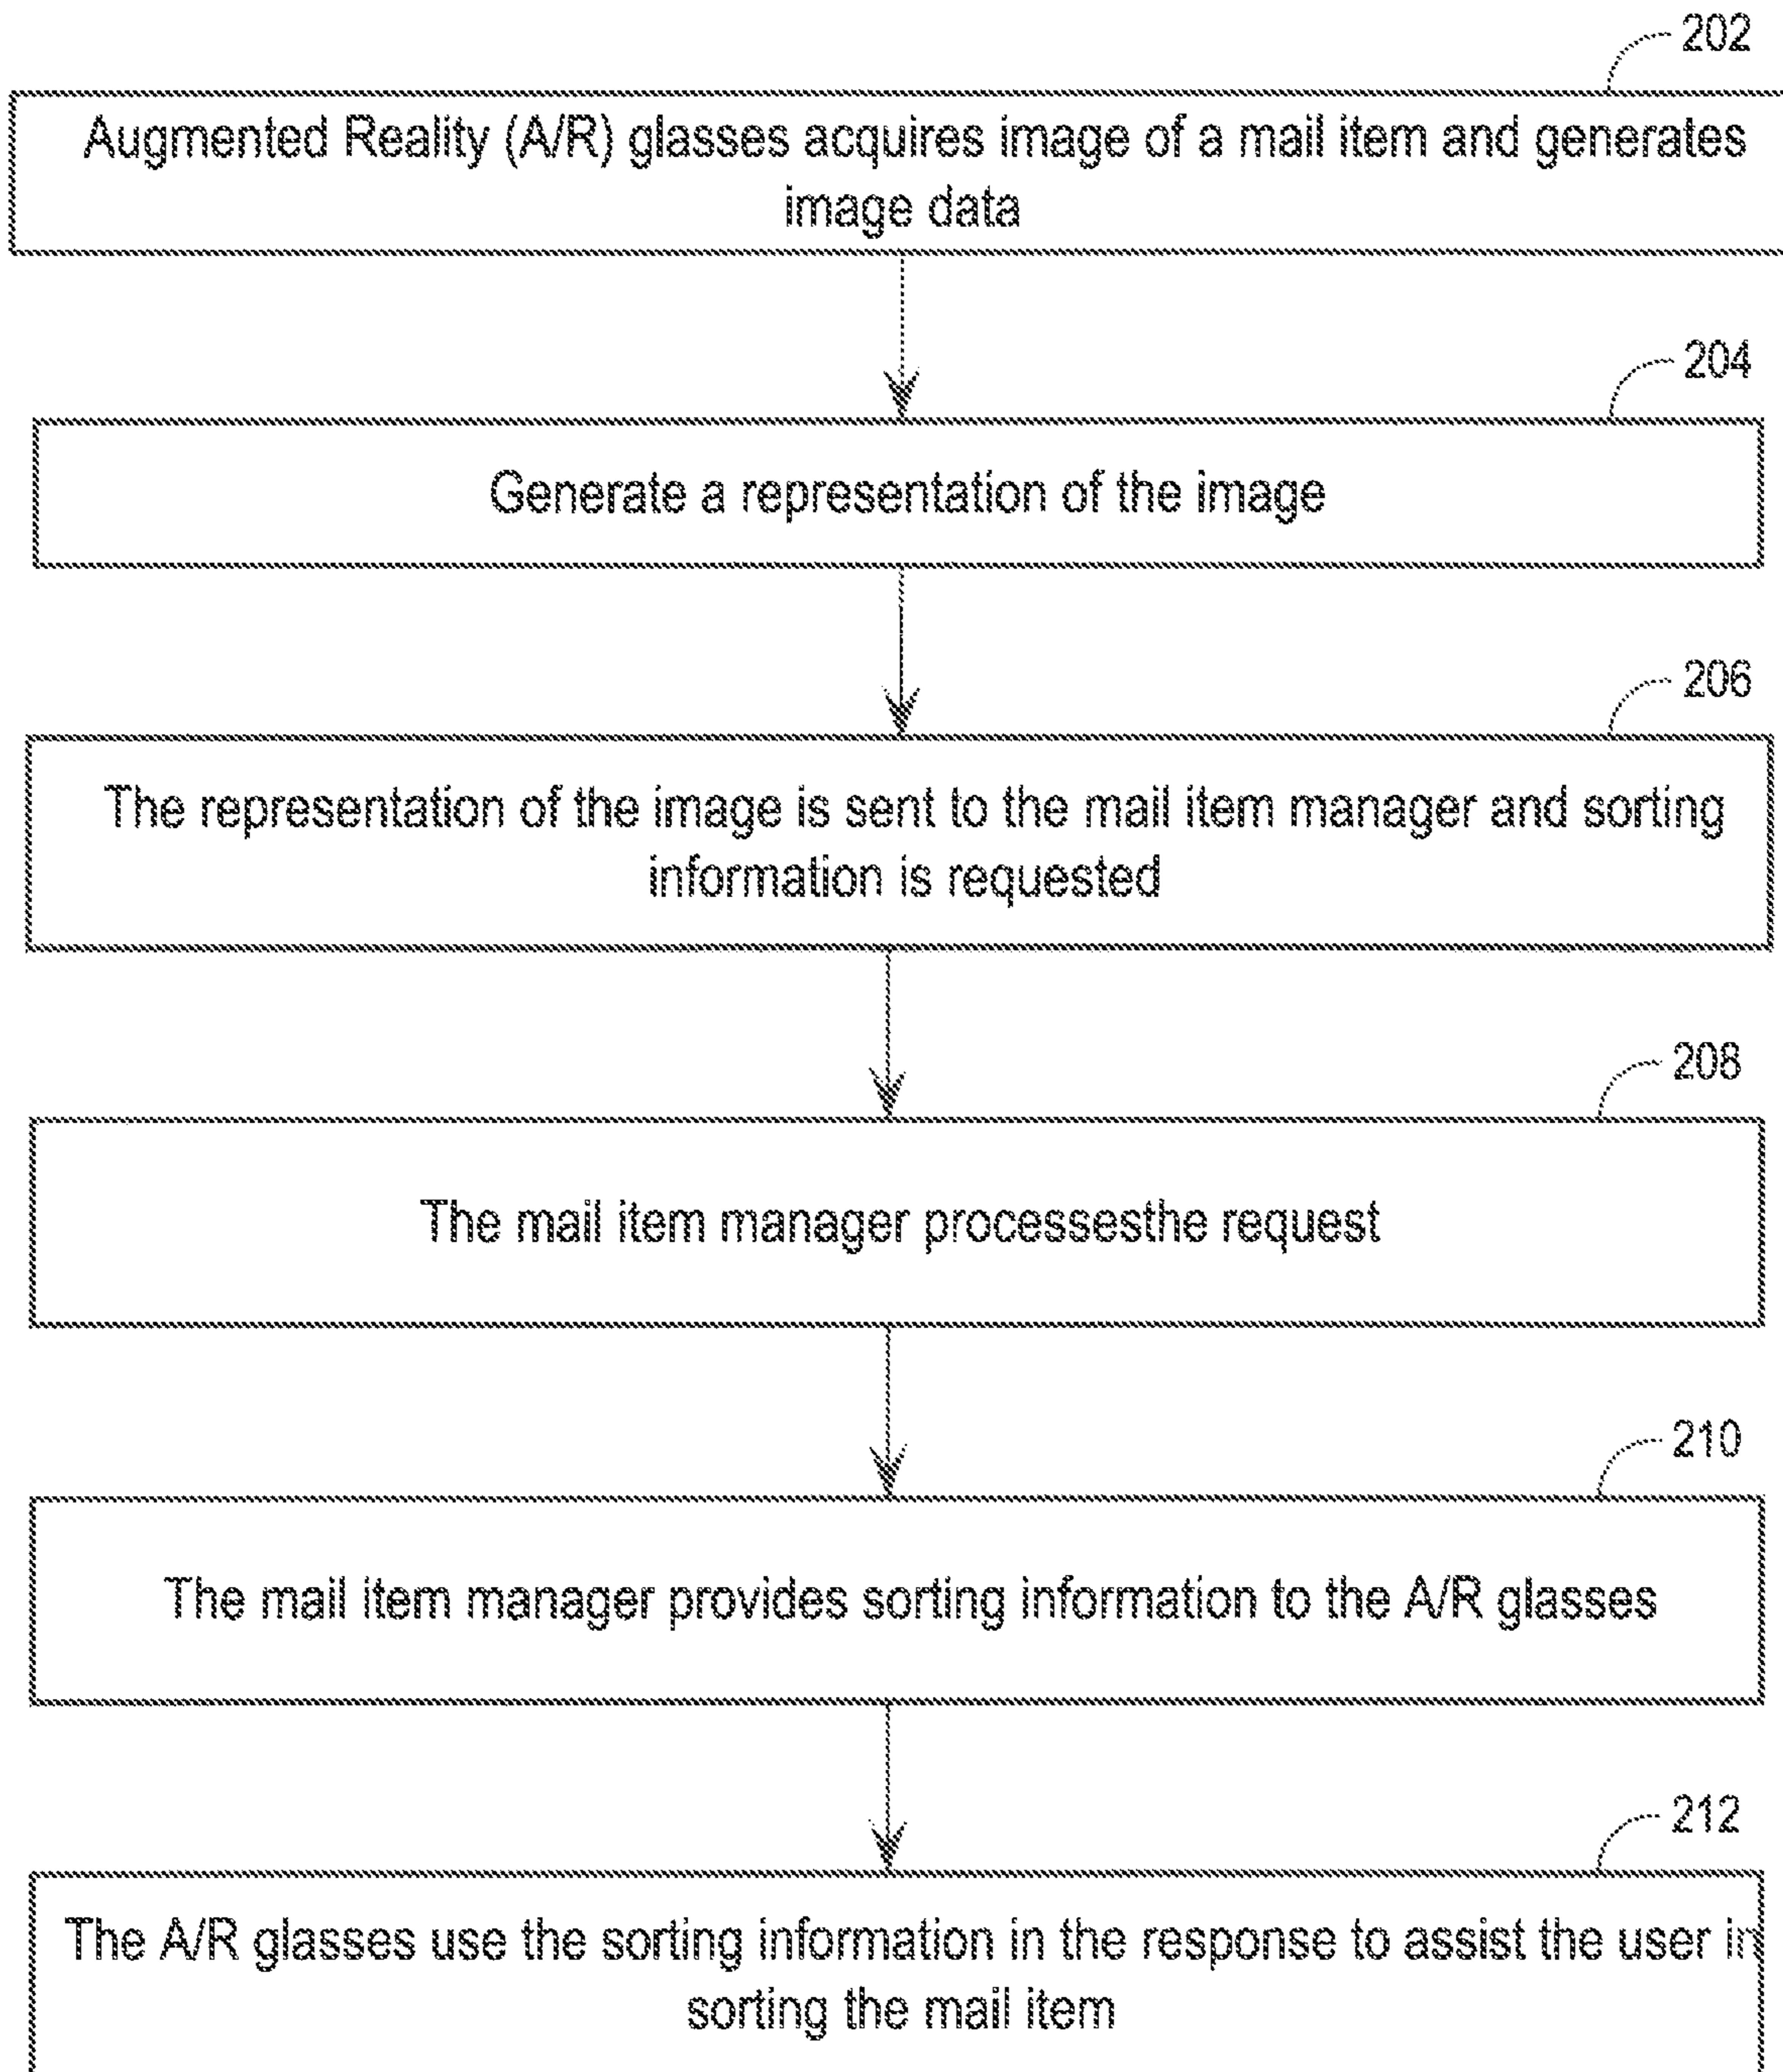 202
Augmented Reality (A/R) glasses acquires image of a mail item and generates
image data
204
Generate a representation of the image
206
The representation of the image is sent to the mail item manager and sorting
information is requested
208
The mail item manager processesthe request
210
The mail item manager provides sorting information to the A/R glasses
212
The A/R glasses use the sorting information in the response to assist the user in
sorting the mail item